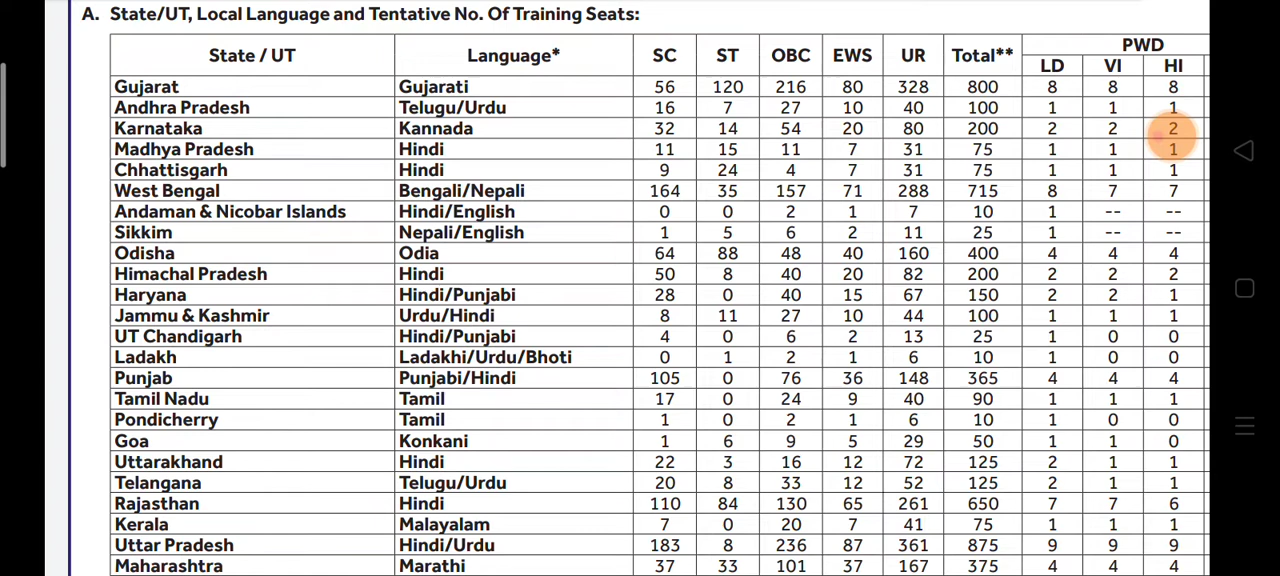 A. State/UT, Local Language and Tentative No. Of Training Seats:
State / UT Language* SC ST OBC EWS UR Total** PWD
LD VI HI
Gujarat Gujarati 56 120 216 80 328 800 8 8 8
Andhra Pradesh Telugu/Urdu 16 7 27 10 40 100 1 1 1
Karnataka Kannada 32 14 54 20 80 200 2 2 2
Madhya Pradesh Hindi 11 15 11 7 31 75 1 1 1
Chhattisgarh Hindi 9 24 4 7 31 75 1 1 1
West Bengal Bengali/Nepali 164 35 157 71 288 715 8 7 7
Andaman & Nicobar Islands Hindi/English 0 0 2 1 7 10 1 -- --
Sikkim Nepali/English 1 5 6 2 11 25 1 -- --
Odisha Odia 64 88 48 40 160 400 4 4 4
Himachal Pradesh Hindi 50 8 40 20 82 200 2 2 2
Haryana Hindi/Punjabi 28 0 40 15 67 150 2 2 1
Jammu & Kashmir Urdu/Hindi 8 11 27 10 44 100 1 1 1
UT Chandigarh Hindi/Punjabi 4 0 6 2 13 25 1 0 0
Ladakh Ladakhi/Urdu/Bhoti 0 1 2 1 6 10 1 0 0
Punjab Punjabi/Hindi 105 0 76 36 148 365 4 4 4
Tamil Nadu Tamil 17 0 24 9 40 90 1 1 1
Pondicherry Tamil 1 0 2 1 6 10 1 0 0
Goa Konkani 1 6 9 5 29 50 1 1 0
Uttarakhand Hindi 22 3 16 12 72 125 2 1 1
Telangana Telugu/Urdu 20 8 33 12 52 125 2 1 1
Rajasthan Hindi 110 84 130 65 261 650 7 7 6
Kerala Malayalam 7 0 20 7 41 75 1 1 1
Uttar Pradesh Hindi/Urdu 183 8 236 87 361 875 9 9 9
Maharashtra Marathi 37 33 101 37 167 375 4 4 4